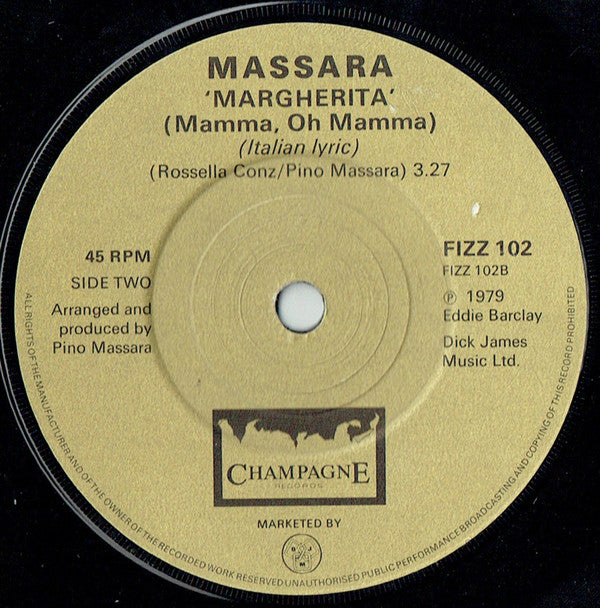 MASSARA
'MARGHERITA'
(Mamma, Oh Mamma)
(Italian lyric)
(Rossella Conz/Pino Massara) 3.27
45 RPM
SIDE TWO
Arranged and
produced by
Pino Massara
FIZZ 102
FIZZ 102B
℗ 1979
Eddie Barclay
Dick James
Music Ltd.
CHAMPAGNE
RECORDS
MARKETED BY
DJM
ALL RIGHTS OF THE MANUFACTURER AND OF THE OWNER OF THE RECORDED WORK RESERVED UNAUTHORISED PUBLIC PERFORMANCE BROADCASTING AND COPYING OF THIS RECORD PROHIBITED